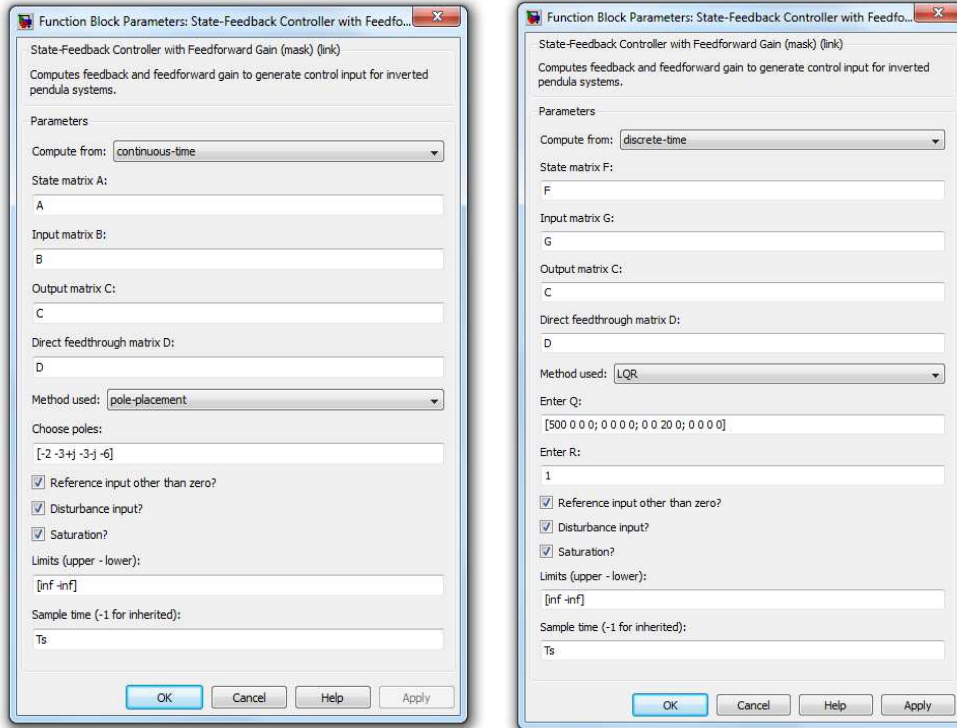 Function Block Parameters: State-Feedback Controller with Feedfo...
State-Feedback Controller with Feedforward Gain (mask) (link)
Computes feedback and feedforward gain to generate control input for inverted
pendula systems.
Parameters
Compute from: continuous-time
State matrix A:
A
Input matrix B:
B
Output matrix C:
C
Direct feedthrough matrix D:
D
Method used: pole-placement
Choose poles:
[-2 -3+j -3-j -6]
Reference input other than zero?
Disturbance input?
Saturation?
Limits (upper - lower):
[inf -inf]
Sample time (-1 for inherited):
Ts
OK Cancel Help Apply
Function Block Parameters: State-Feedback Controller with Feedfo...
State-Feedback Controller with Feedforward Gain (mask) (link)
Computes feedback and feedforward gain to generate control input for inverted
pendula systems.
Parameters
Compute from: discrete-time
State matrix F:
F
Input matrix G:
G
Output matrix C:
C
Direct feedthrough matrix D:
D
Method used: LQR
Enter Q:
[500 0 0 0; 0 0 0 0; 0 0 20 0; 0 0 0 0]
Enter R:
1
Reference input other than zero?
Disturbance input?
Saturation?
Limits (upper - lower):
[inf -inf]
Sample time (-1 for inherited):
Ts
OK Cancel Help Apply